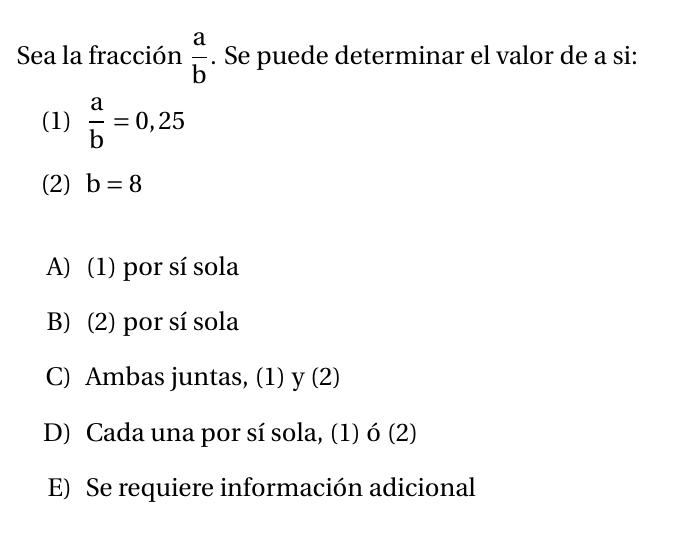 Sea la fracción a/b. Se puede determinar el valor de a si:
(1) a/b = 0,25
(2) b = 8
A) (1) por sí sola
B) (2) por sí sola
C) Ambas juntas, (1) y (2)
D) Cada una por sí sola, (1) ó (2)
E) Se requiere información adicional